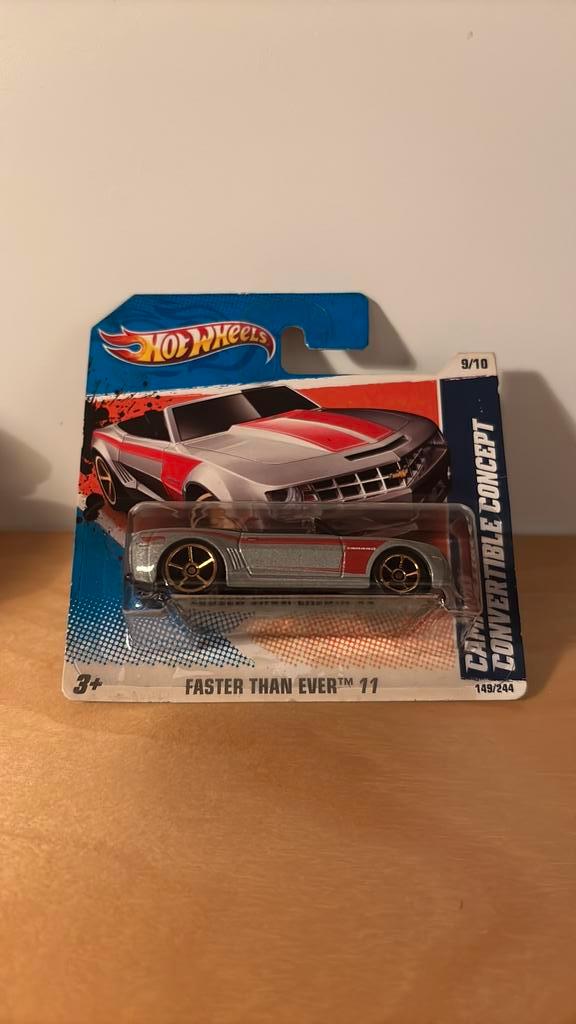 HOT WHEELS
9/10
CONVERTIBLE CONCEPT
CAMARO
3+
FASTER THAN EVER™ 11
149/244